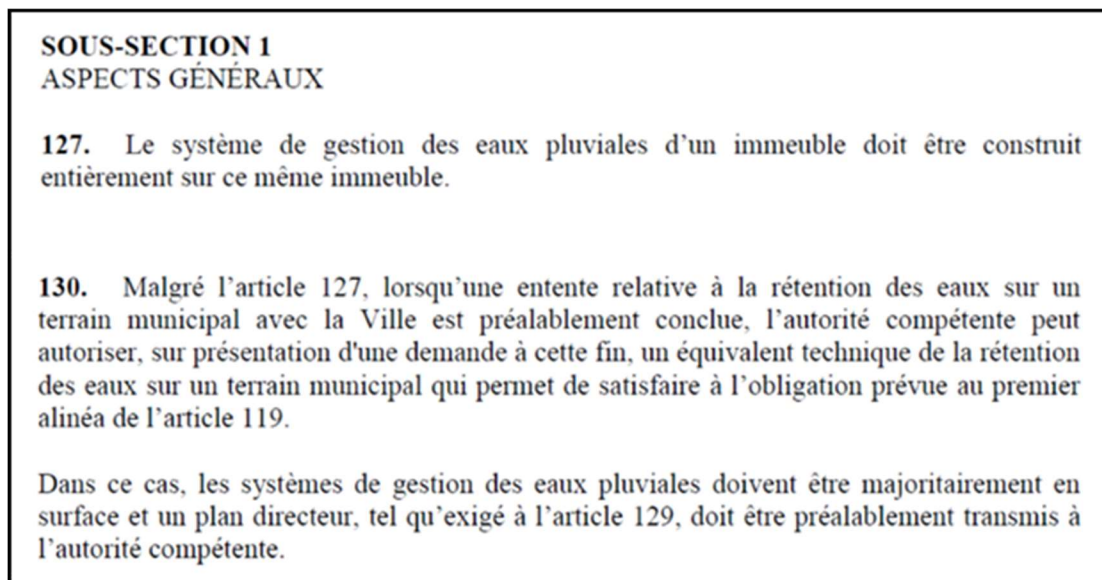 SOUS-SECTION 1
ASPECTS GÉNÉRAUX
127. Le système de gestion des eaux pluviales d’un immeuble doit être construit
entièrement sur ce même immeuble.
130. Malgré l’article 127, lorsqu’une entente relative à la rétention des eaux sur un
terrain municipal avec la Ville est préalablement conclue, l’autorité compétente peut
autoriser, sur présentation d'une demande à cette fin, un équivalent technique de la rétention
des eaux sur un terrain municipal qui permet de satisfaire à l’obligation prévue au premier
alinéa de l’article 119.
Dans ce cas, les systèmes de gestion des eaux pluviales doivent être majoritairement en
surface et un plan directeur, tel qu’exigé à l’article 129, doit être préalablement transmis à
l’autorité compétente.